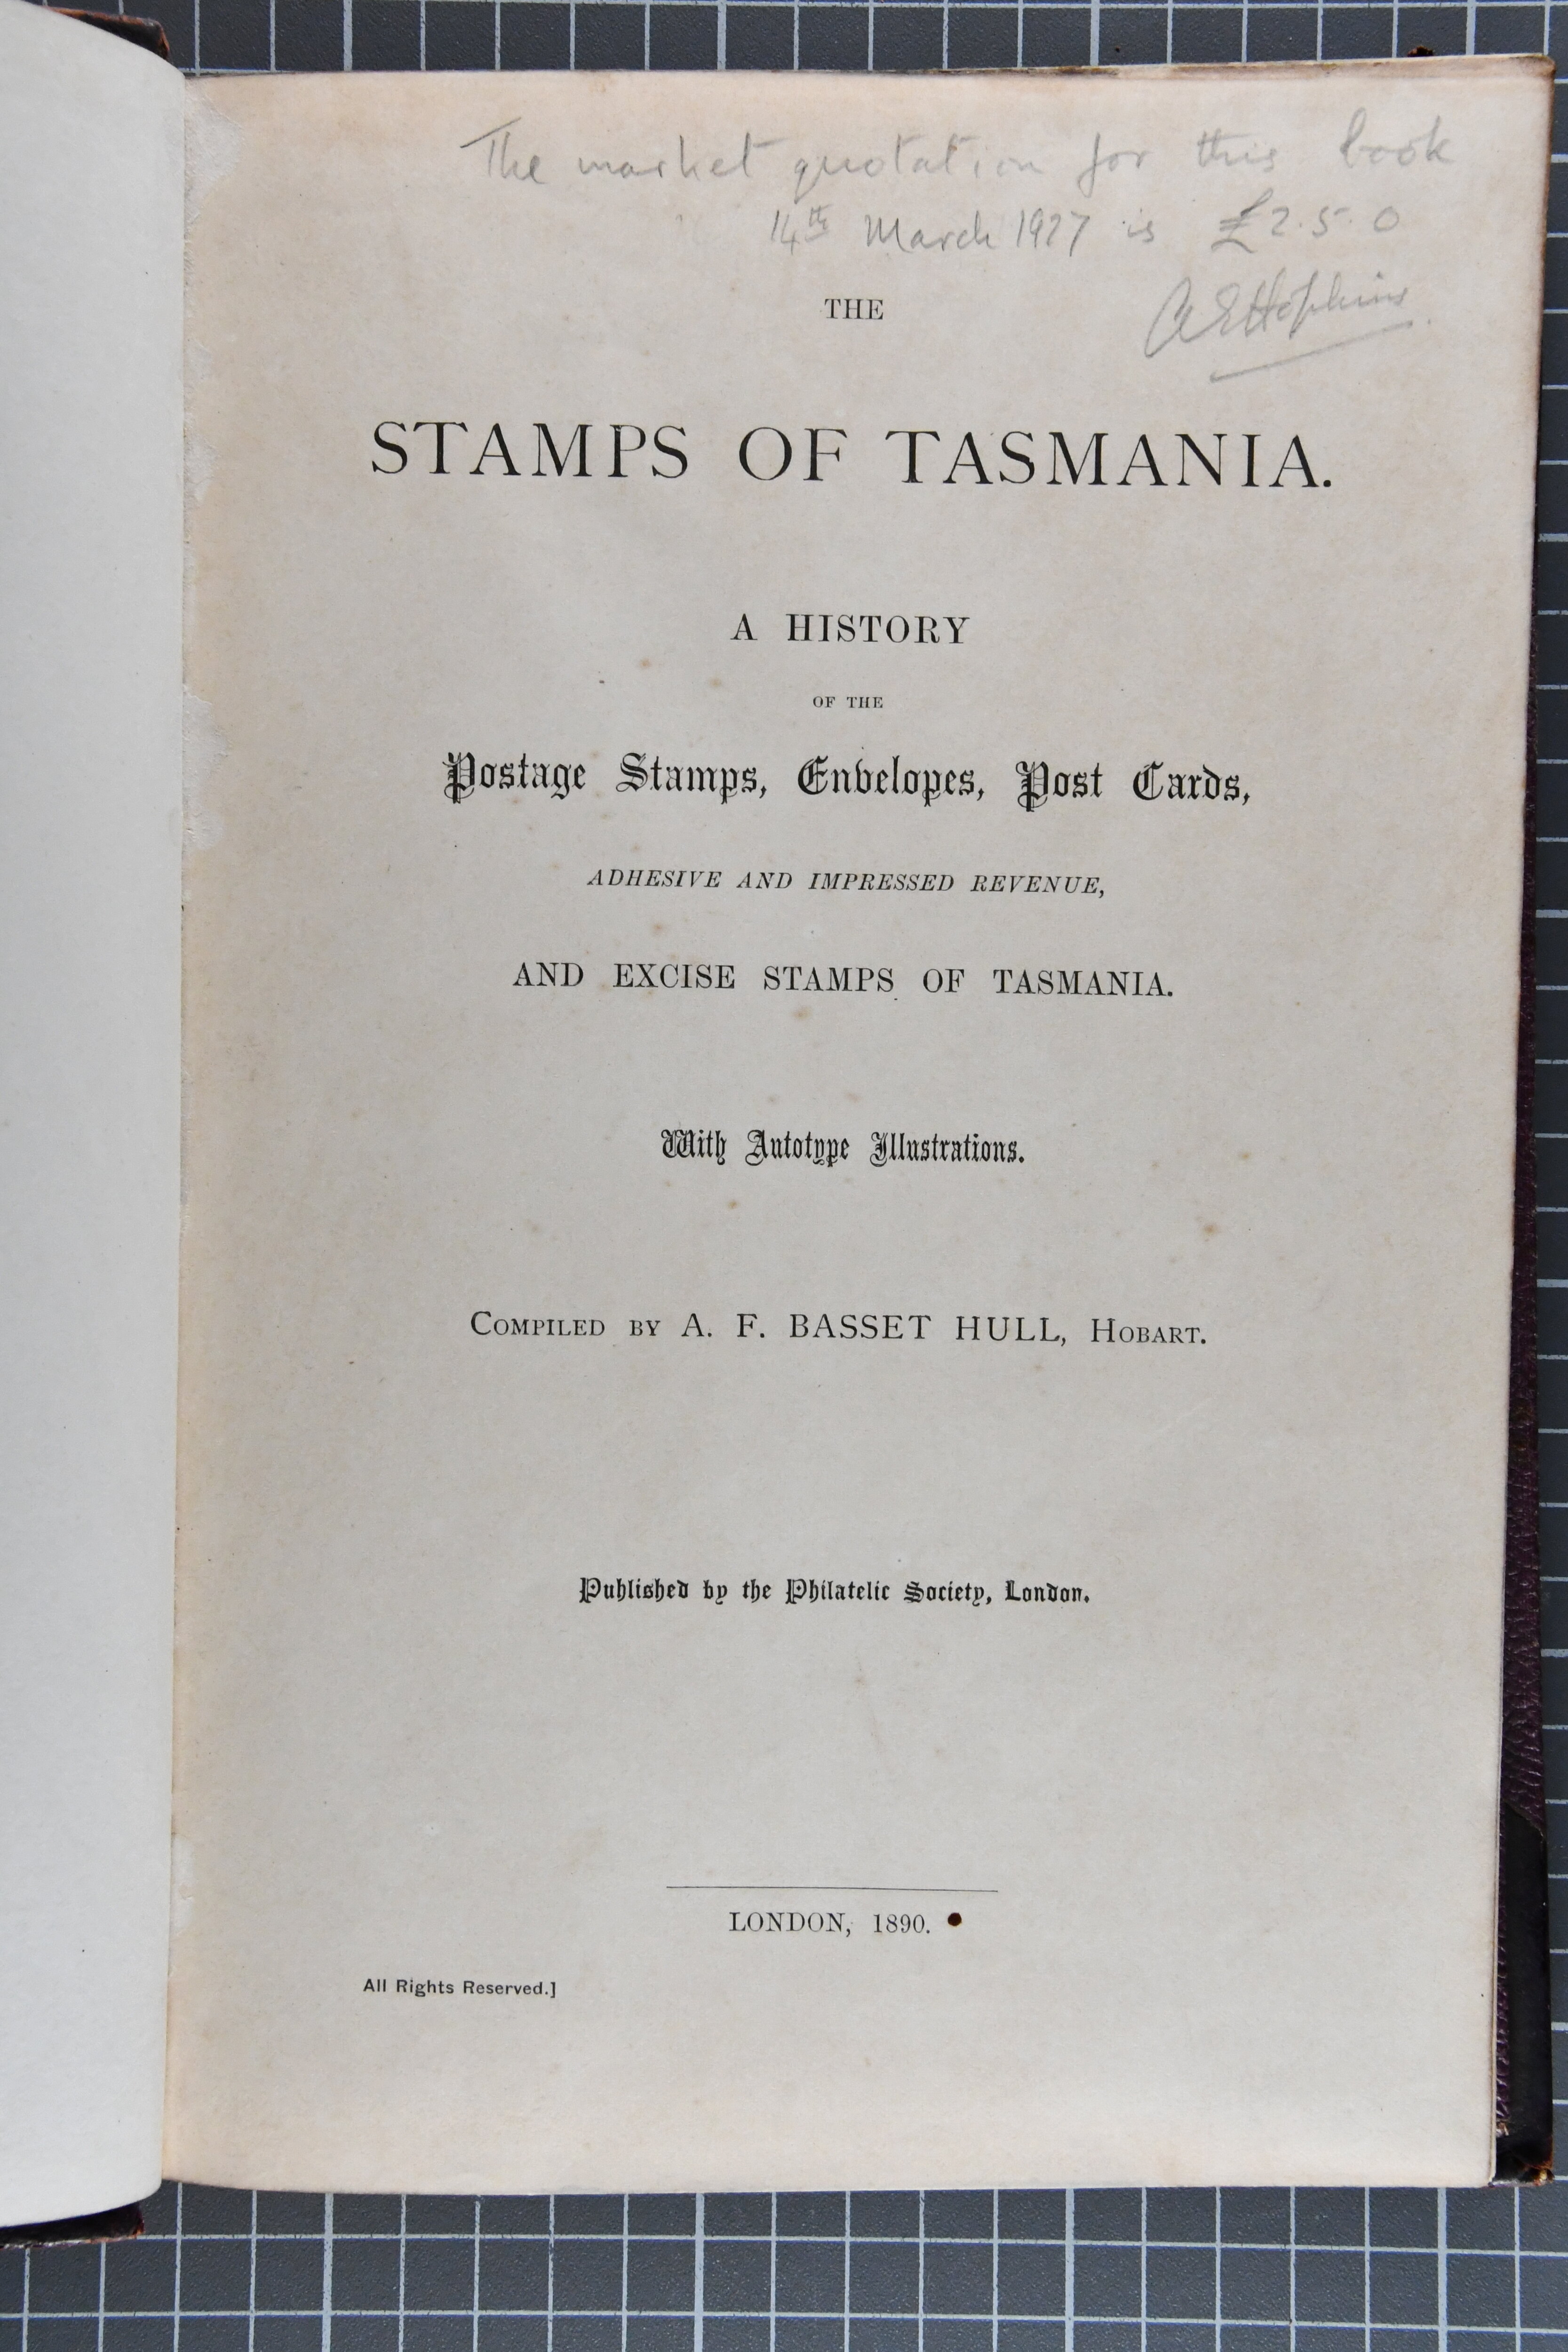 The market quotation for this book
14th March 1927 is £2.5.0
AEHopkins
THE
STAMPS OF TASMANIA.
A HISTORY
OF THE
Postage Stamps, Envelopes, Post Cards,
ADHESIVE AND IMPRESSED REVENUE,
AND EXCISE STAMPS OF TASMANIA.
With Autotype Illustrations.
COMPILED BY A. F. BASSET HULL, HOBART.
Published by the Philatelic Society, London.
LONDON, 1890.
All Rights Reserved.]